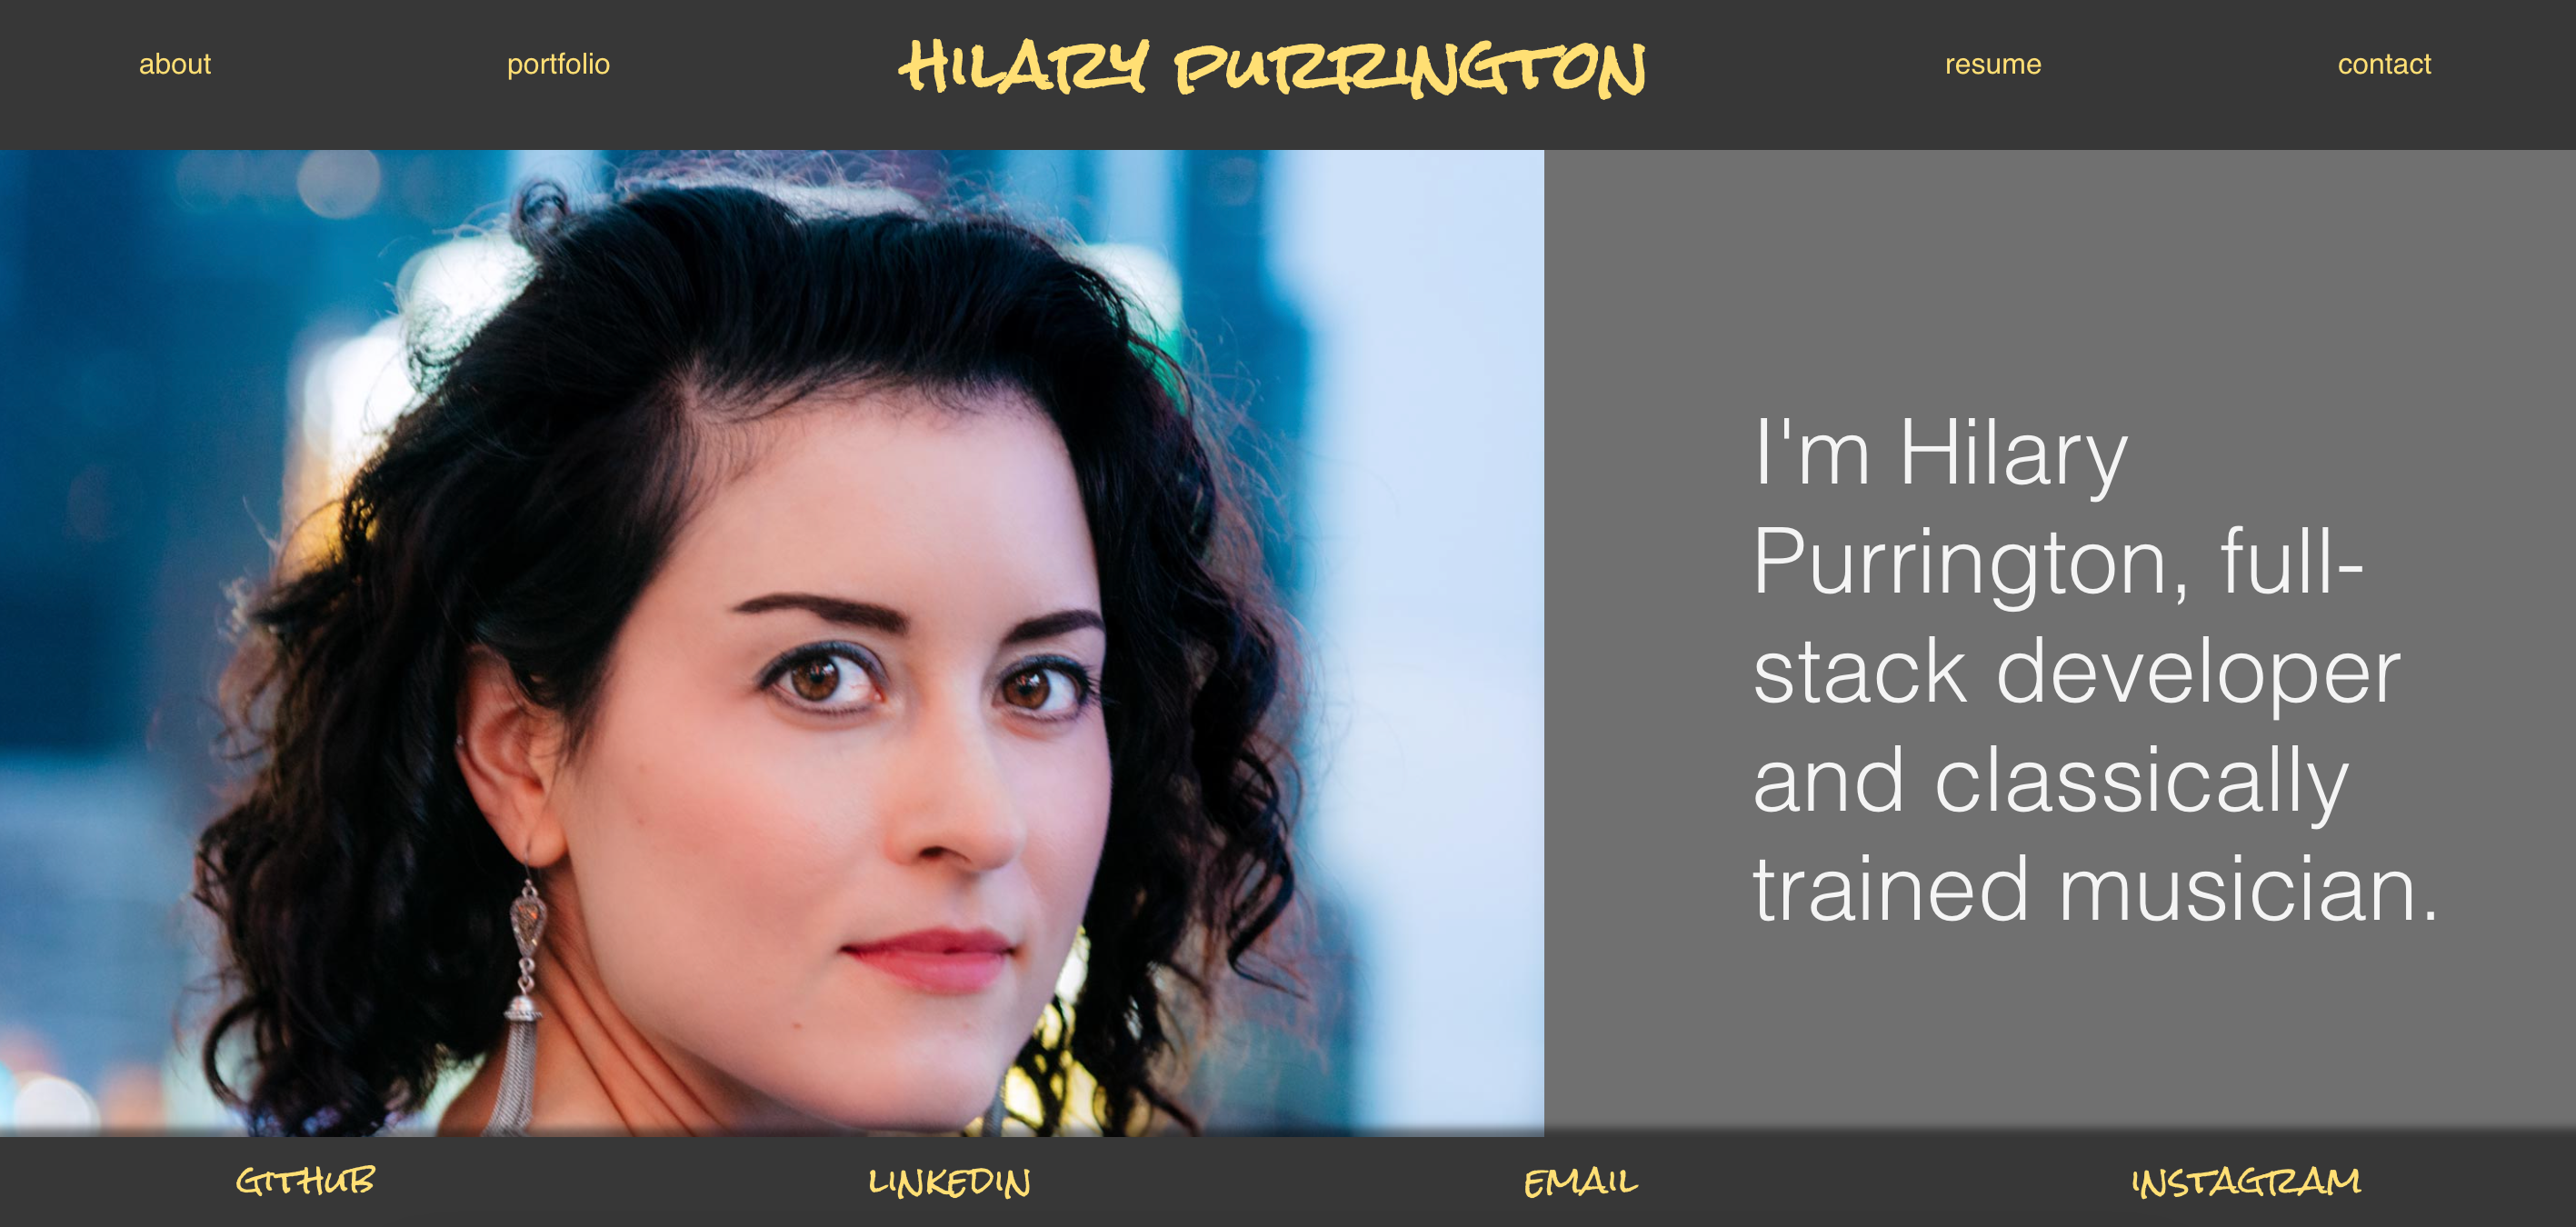 about
portfolio
HILARY PURRINGTON
resume
contact
I'm Hilary
Purrington, full-
stack developer
and classically
trained musician.
GITHUB
LINKEDIN
EMAIL
INSTAGRAM